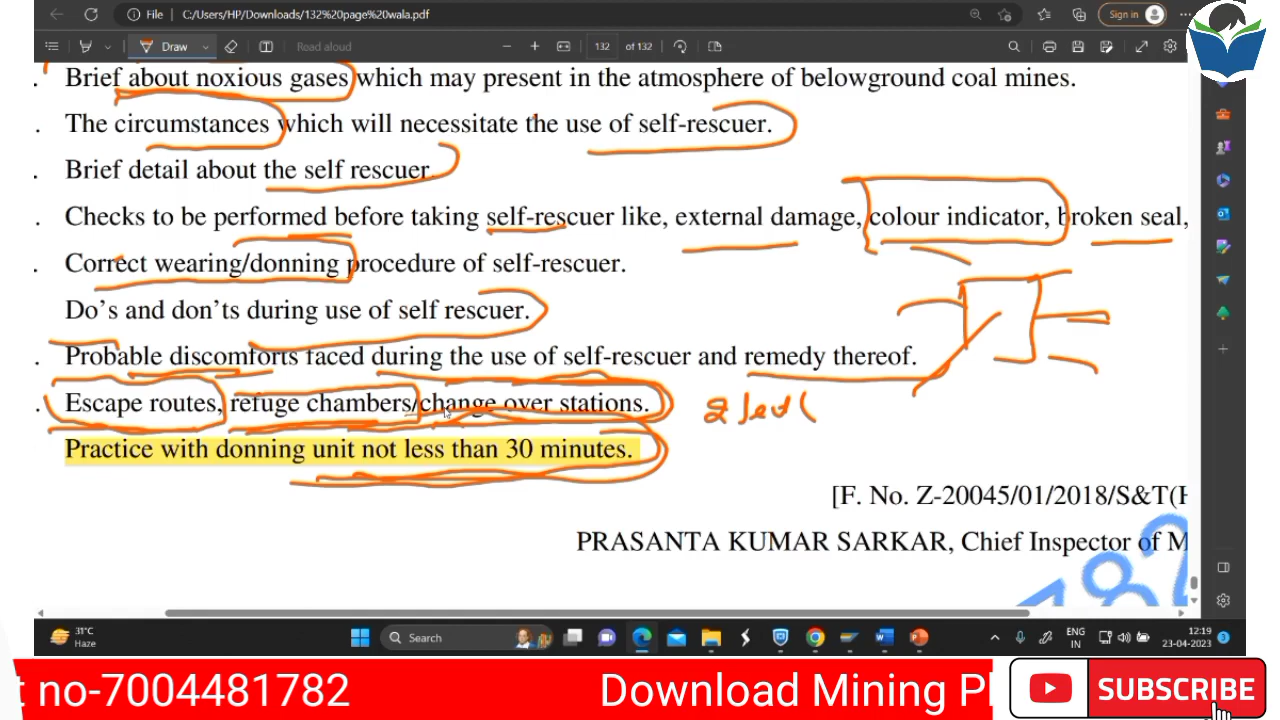 File C:/Users/HP/Downloads/132%20page%20wala.pdf Sign in
Draw Read aloud 132 of 132
. Brief about noxious gases which may present in the atmosphere of belowground coal mines.
. The circumstances which will necessitate the use of self-rescuer.
. Brief detail about the self rescuer.
. Checks to be performed before taking self-rescuer like, external damage, colour indicator, broken seal,
. Correct wearing/donning procedure of self-rescuer.
Do's and don'ts during use of self rescuer.
. Probable discomforts faced during the use of self-rescuer and remedy thereof.
. Escape routes, refuge chambers/change over stations.
Practice with donning unit not less than 30 minutes.
[F. No. Z-20045/01/2018/S&T(
PRASANTA KUMAR SARKAR, Chief Inspector of M
31°C
Haze
Search
ENG
IN
12:19
23-04-2023
3
t no-7004481782 Download Mining Pl SUBSCRIBE